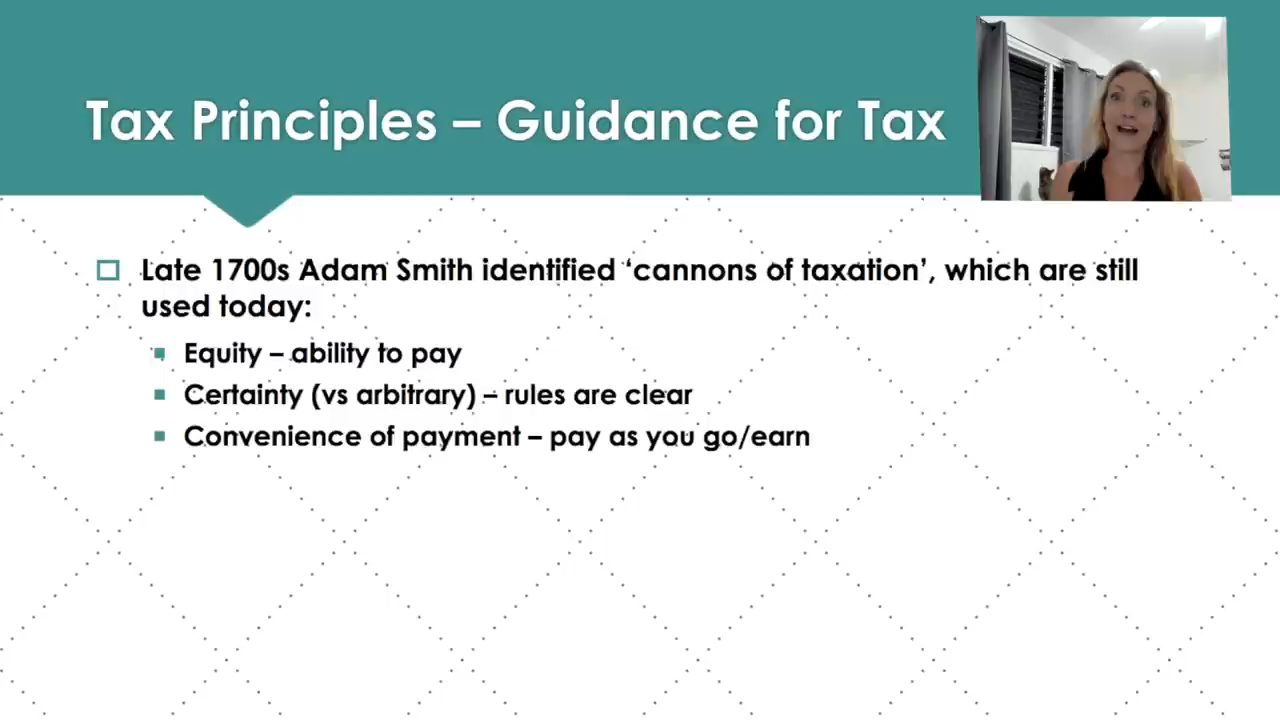 Tax Principles – Guidance for Tax
Late 1700s Adam Smith identified ‘cannons of taxation’, which are still
used today:
Equity – ability to pay
Certainty (vs arbitrary) – rules are clear
Convenience of payment – pay as you go/earn